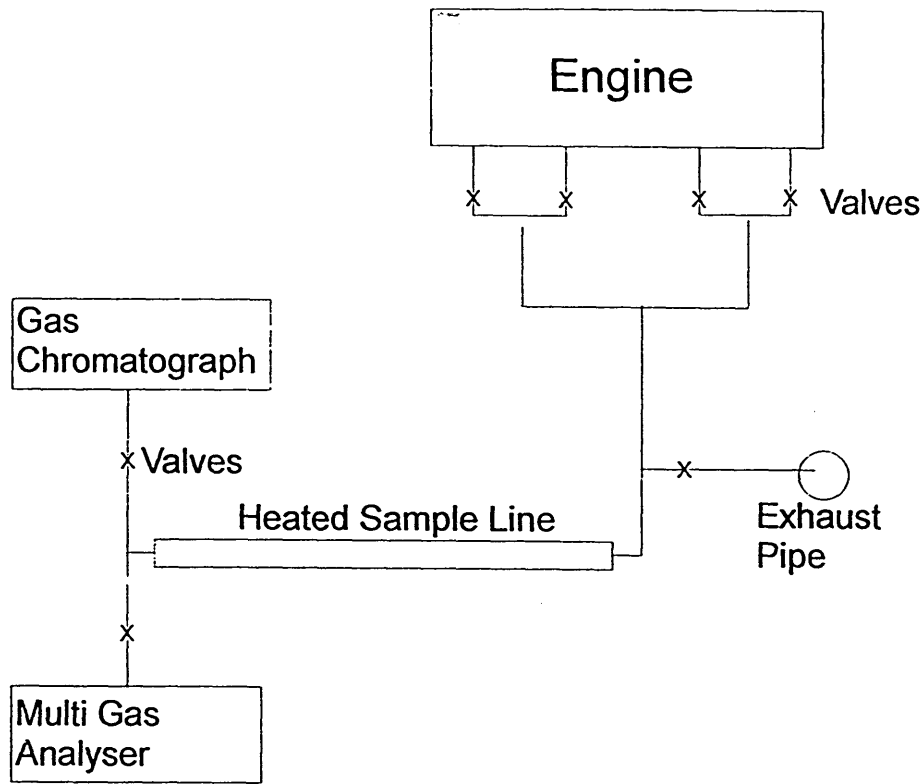 Engine
Valves
Gas
Chromatograph
Valves
Heated Sample Line
Exhaust
Pipe
Multi Gas
Analyser